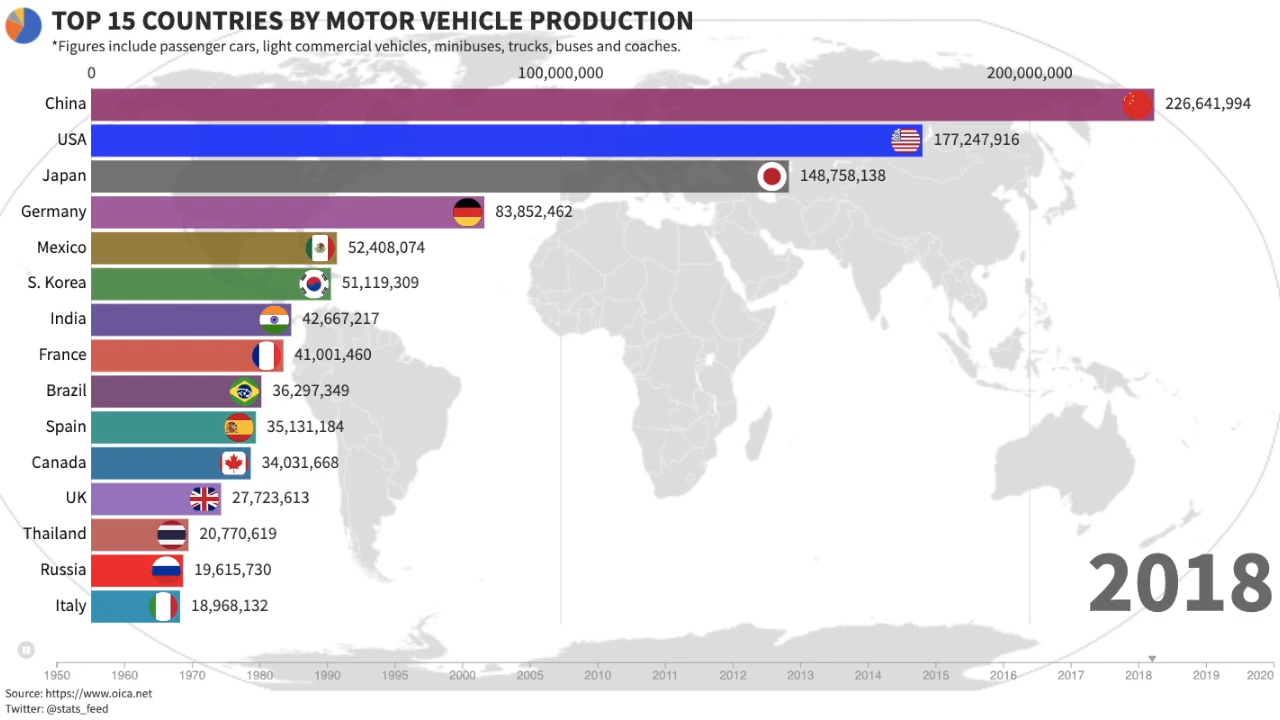 TOP 15 COUNTRIES BY MOTOR VEHICLE PRODUCTION
*Figures include passenger cars, light commercial vehicles, minibuses, trucks, buses and coaches.
0 100,000,000 200,000,000
China 226,641,994
USA 177,247,916
Japan 148,758,138
Germany 83,852,462
Mexico 52,408,074
S. Korea 51,119,309
India 42,667,217
France 41,001,460
Brazil 36,297,349
Spain 35,131,184
Canada 34,031,668
UK 27,723,613
Thailand 20,770,619
Russia 19,615,730
Italy 18,968,132
2018
1950 1960 1970 1980 1990 1995 2000 2005 2010 2011 2012 2013 2014 2015 2016 2017 2018 2019 2020
Source: https://www.oica.net
Twitter: @stats_feed